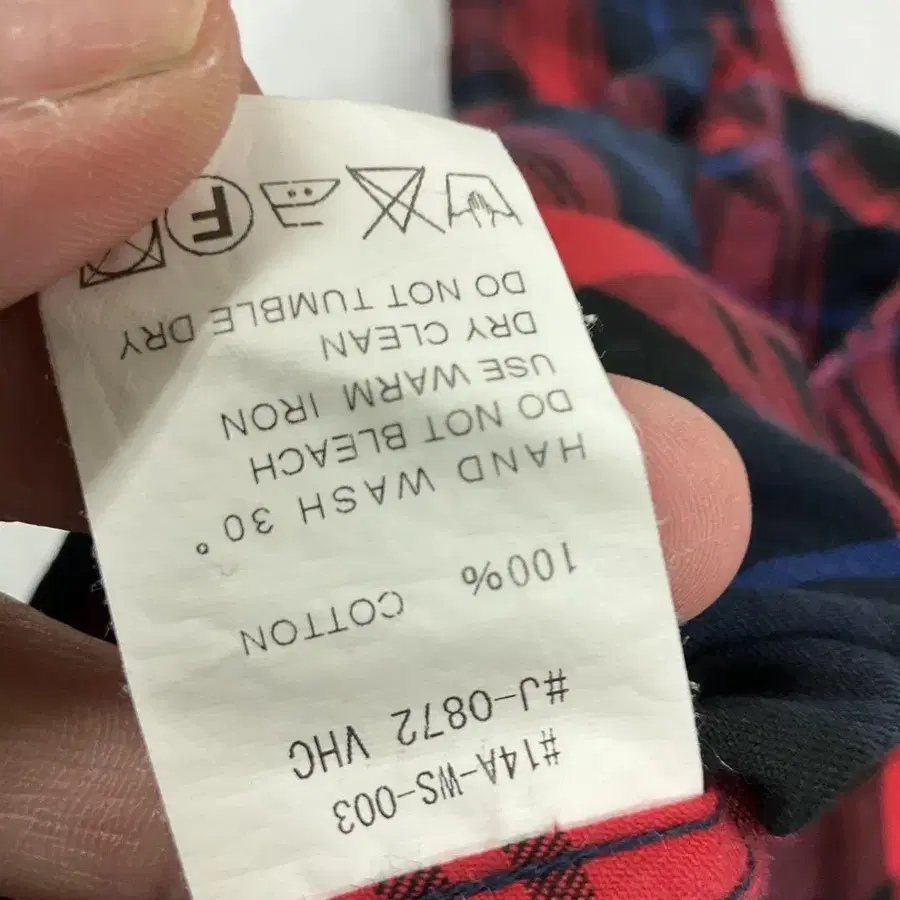 #14A-WS-003
#J-0872 VHC
100% COTTON
HAND WASH 30°
DO NOT BLEACH
USE WARM IRON
DRY CLEAN
DO NOT TUMBLE DRY
F